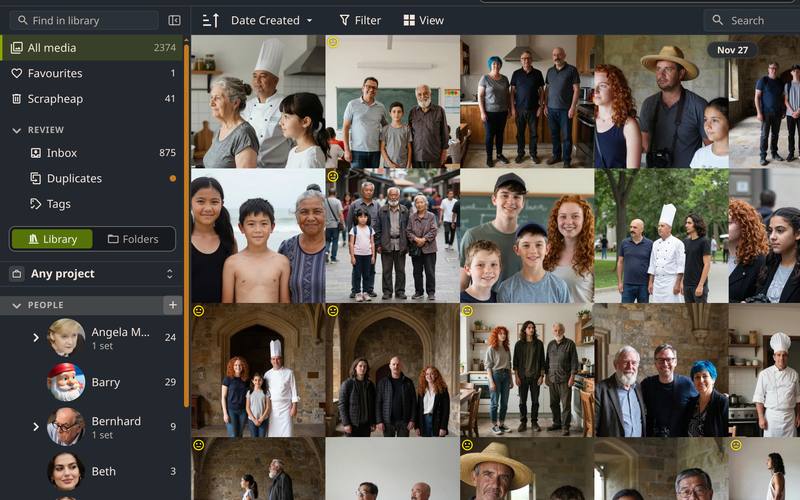 Find in library
Date Created
Filter
View
Search
All media 2374
Favourites 1
Scrapheap 41
REVIEW
Inbox 875
Duplicates
Tags
Library Folders
Any project
PEOPLE
Angela M... 24
1 set
Barry 29
Bernhard 9
1 set
Beth 3
Nov 27